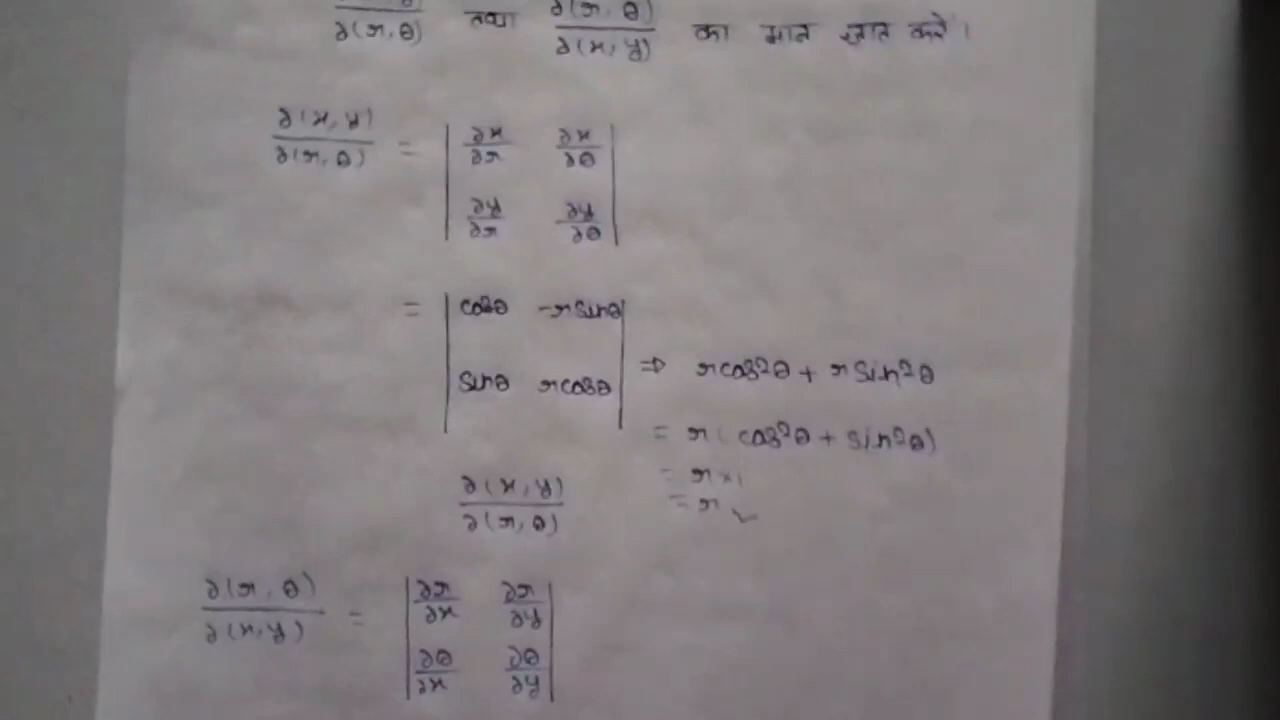 ∂(r,θ) तथा ∂(r, θ)/∂(x, y) का मान ज्ञात करें।
∂(x, y)/∂(r, θ) = | ∂x/∂r ∂x/∂θ |
| ∂y/∂r ∂y/∂θ |
= | cosθ -r sinθ |
| sinθ r cosθ | ⇒ r cos²θ + r sin²θ
= r( cos²θ + sin²θ)
= r × 1
= r
∂(x, y)/∂(r, θ)
∂(r, θ)/∂(x, y) = | ∂r/∂x ∂r/∂y |
| ∂θ/∂x ∂θ/∂y |